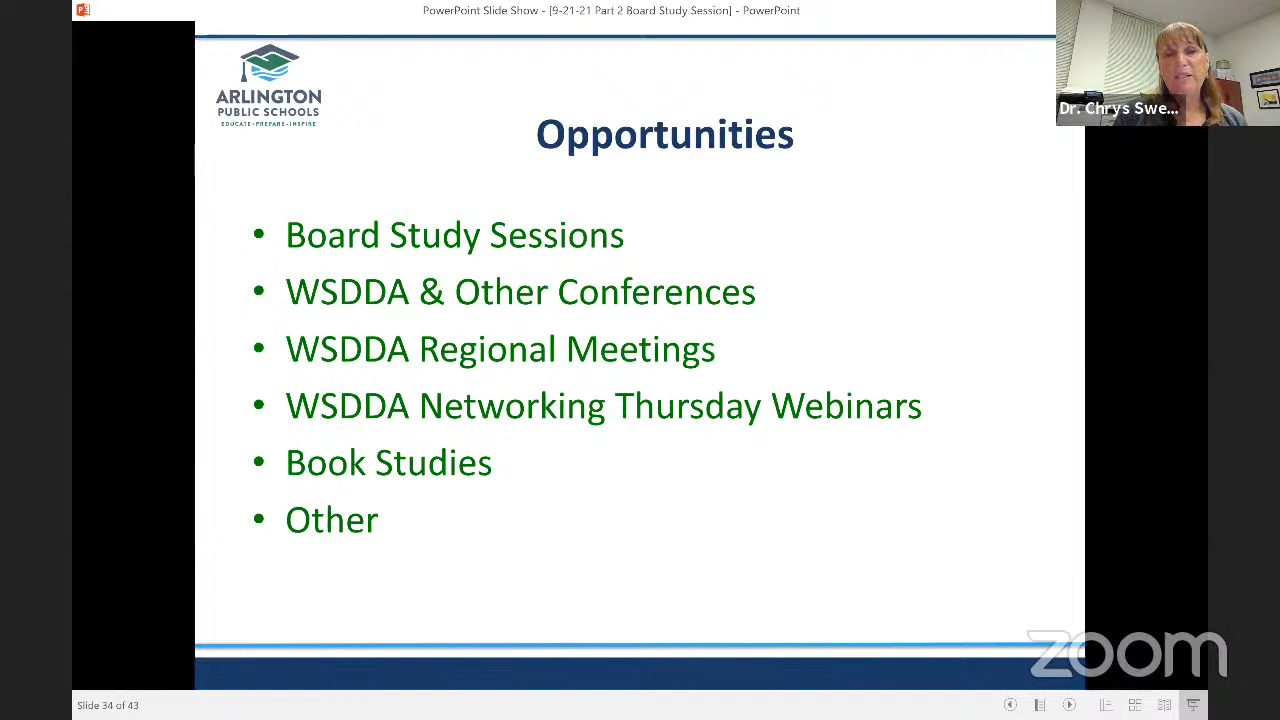 PowerPoint Slide Show - [9-21-21 Part 2 Board Study Session] - PowerPoint
ARLINGTON
PUBLIC SCHOOLS
EDUCATE • PREPARE • INSPIRE
Dr. Chrys Swe...
Opportunities
• Board Study Sessions
• WSDDA & Other Conferences
• WSDDA Regional Meetings
• WSDDA Networking Thursday Webinars
• Book Studies
• Other
zoom
Slide 34 of 43